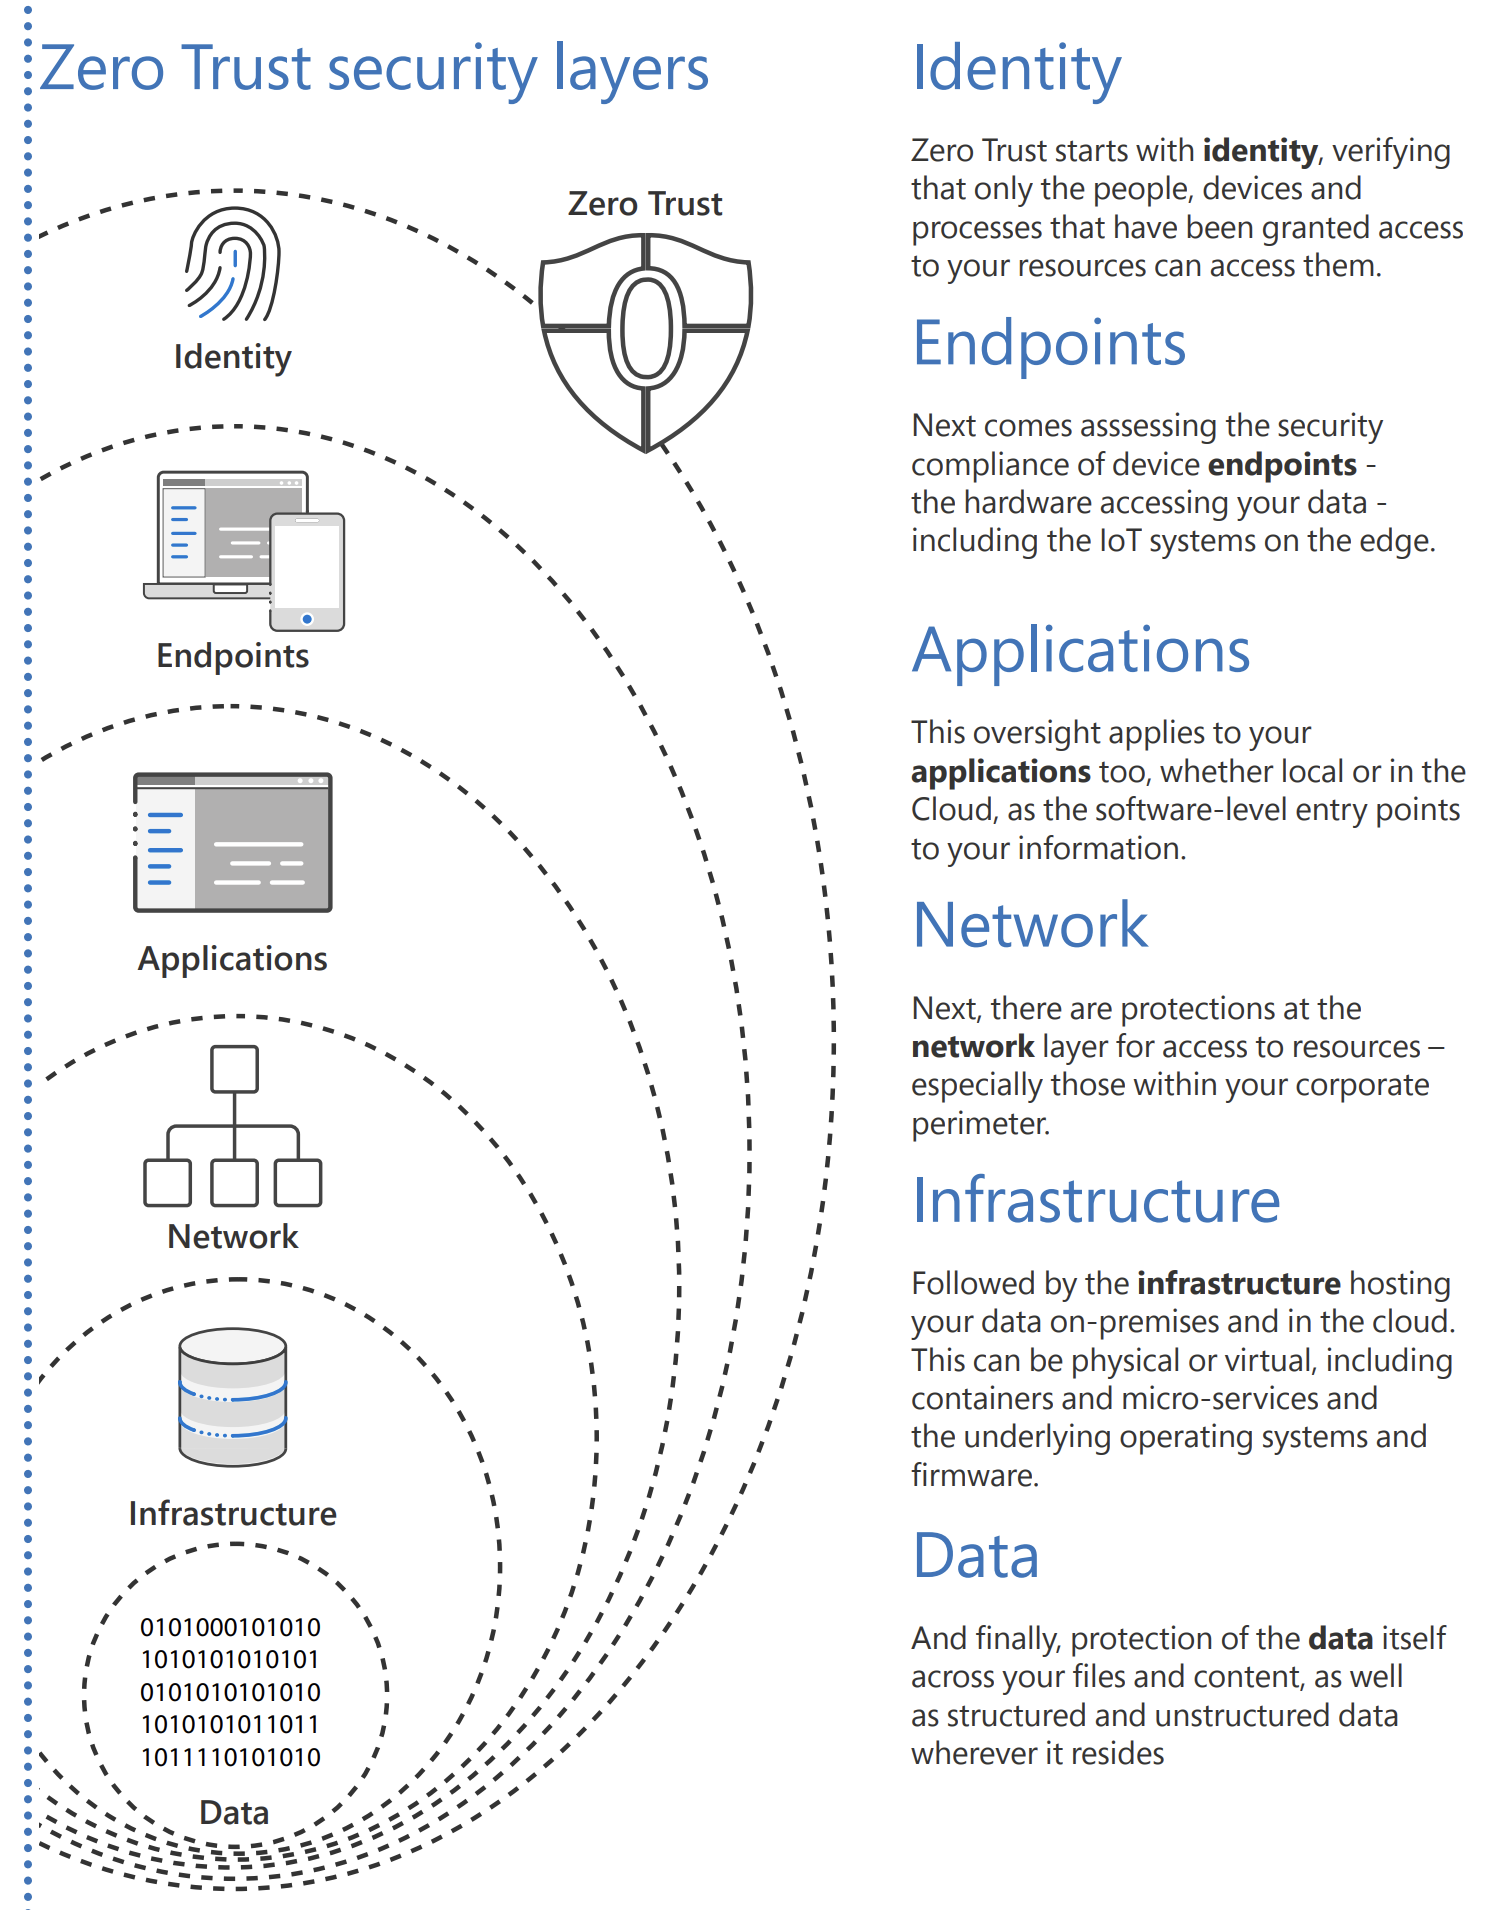 Zero Trust security layers
Zero Trust
Identity
Endpoints
Applications
Network
Infrastructure
0101000101010
1010101010101
0101010101010
1010101011011
1011110101010
Data
Identity
Zero Trust starts with identity, verifying
that only the people, devices and
processes that have been granted access
to your resources can access them.
Endpoints
Next comes asssessing the security
compliance of device endpoints -
the hardware accessing your data -
including the IoT systems on the edge.
Applications
This oversight applies to your
applications too, whether local or in the
Cloud, as the software-level entry points
to your information.
Network
Next, there are protections at the
network layer for access to resources –
especially those within your corporate
perimeter.
Infrastructure
Followed by the infrastructure hosting
your data on-premises and in the cloud.
This can be physical or virtual, including
containers and micro-services and
the underlying operating systems and
firmware.
Data
And finally, protection of the data itself
across your files and content, as well
as structured and unstructured data
wherever it resides